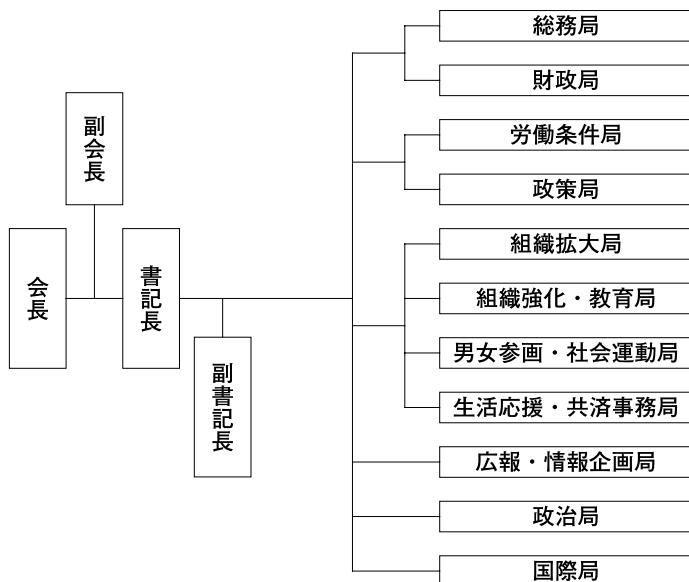 会長
副会長
書記長
副書記長
総務局
財政局
労働条件局
政策局
組織拡大局
組織強化・教育局
男女参画・社会運動局
生活応援・共済事務局
広報・情報企画局
政治局
国際局